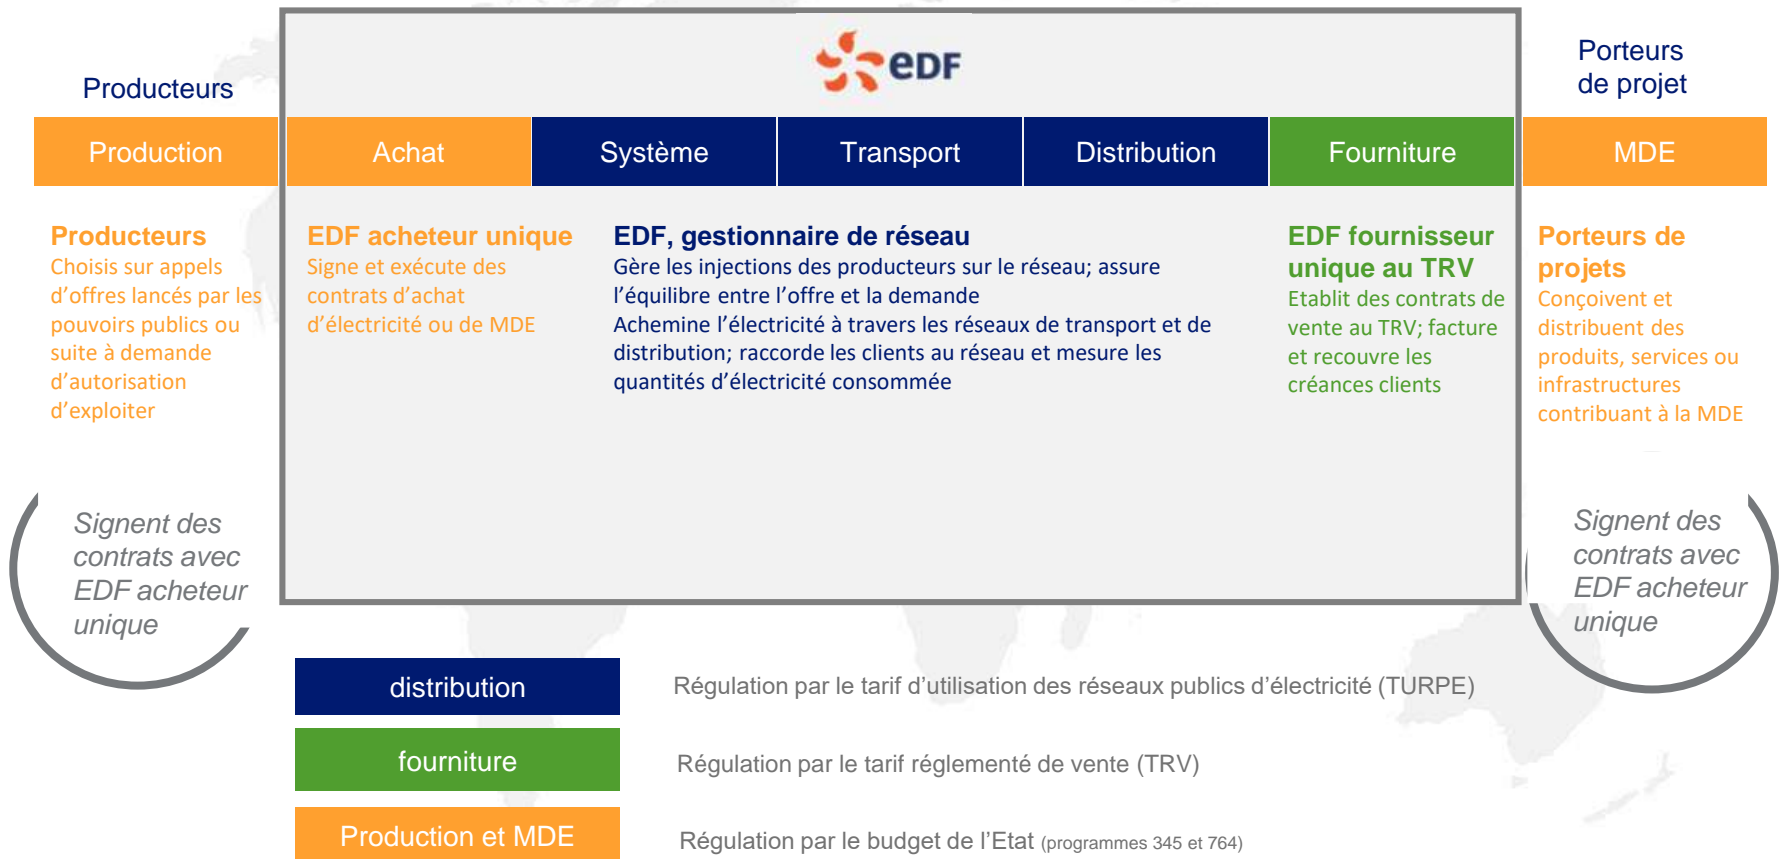 Producteurs
eDF
Porteurs
de projet
Production
Achat
Système
Transport
Distribution
Fourniture
MDE
Producteurs
Choisis sur appels
d’offres lancés par les
pouvoirs publics ou
suite à demande
d’autorisation
d’exploiter
EDF acheteur unique
Signe et exécute des
contrats d’achat
d’électricité ou de MDE
EDF, gestionnaire de réseau
Gère les injections des producteurs sur le réseau; assure
l’équilibre entre l’offre et la demande
Achemine l’électricité à travers les réseaux de transport et de
distribution; raccorde les clients au réseau et mesure les
quantités d’électricité consommée
EDF fournisseur
unique au TRV
Etablit des contrats de
vente au TRV; facture
et recouvre les
créances clients
Porteurs de
projets
Conçoivent et
distribuent des
produits, services ou
infrastructures
contribuant à la MDE
Signent des
contrats avec
EDF acheteur
unique
Signent des
contrats avec
EDF acheteur
unique
distribution
Régulation par le tarif d’utilisation des réseaux publics d’électricité (TURPE)
fourniture
Régulation par le tarif réglementé de vente (TRV)
Production et MDE
Régulation par le budget de l’Etat (programmes 345 et 764)